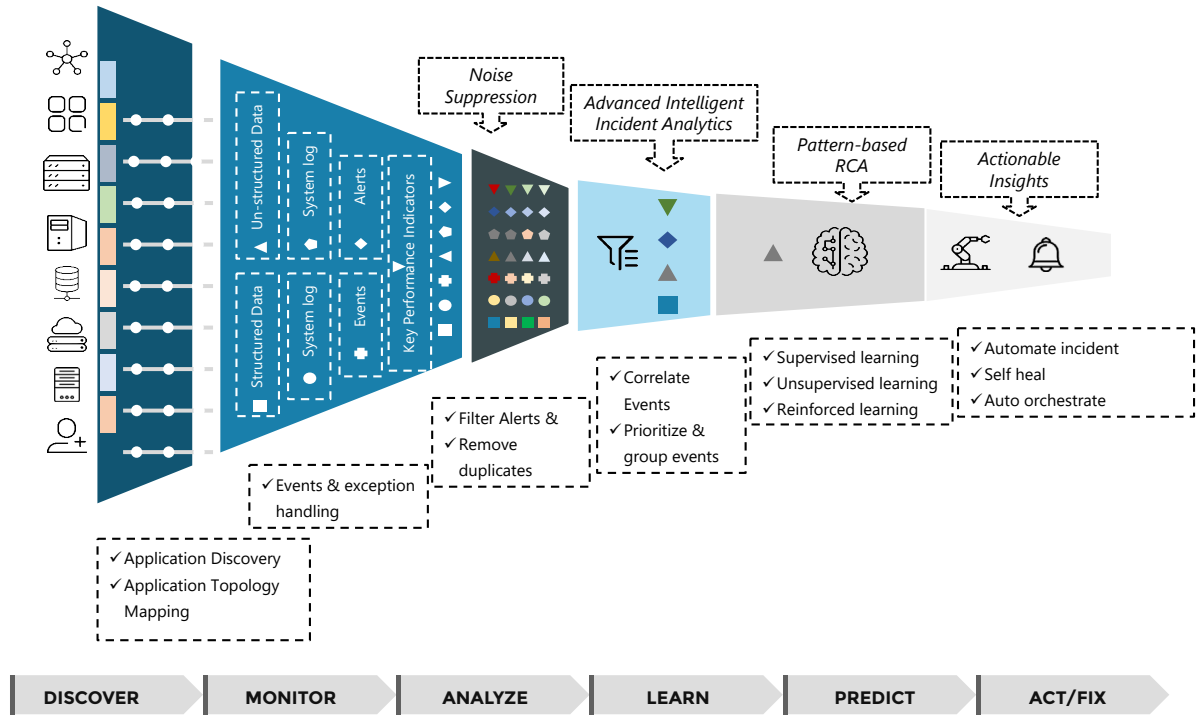 Noise
Suppression
Advanced Intelligent
Incident Analytics
Pattern-based
RCA
Actionable
Insights
Un-structured Data
System log
Alerts
Key Performance Indicators
Structured Data
System log
Events
✓Application Discovery
✓Application Topology
Mapping
✓Events & exception
handling
✓Filter Alerts &
✓Remove
duplicates
✓Correlate
Events
✓Prioritize &
group events
✓Supervised learning
✓Unsupervised learning
✓Reinforced learning
✓Automate incident
✓Self heal
✓Auto orchestrate
DISCOVER
MONITOR
ANALYZE
LEARN
PREDICT
ACT/FIX